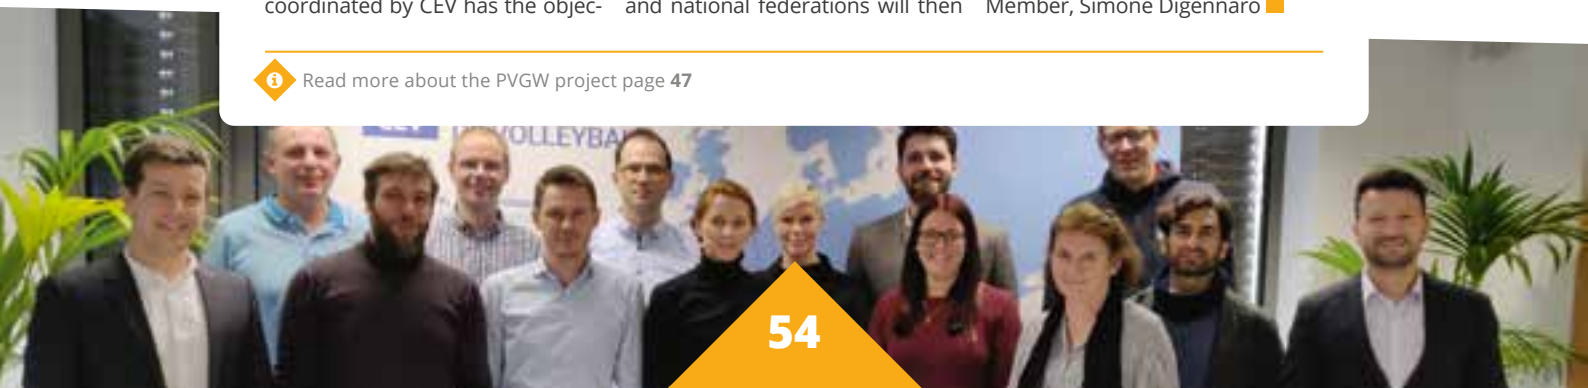 coordinated by CEV has the objec-
and national federations will then
Member, Simone Digennaro
Read more about the PVGW project page 47
VOLLEYBA
54